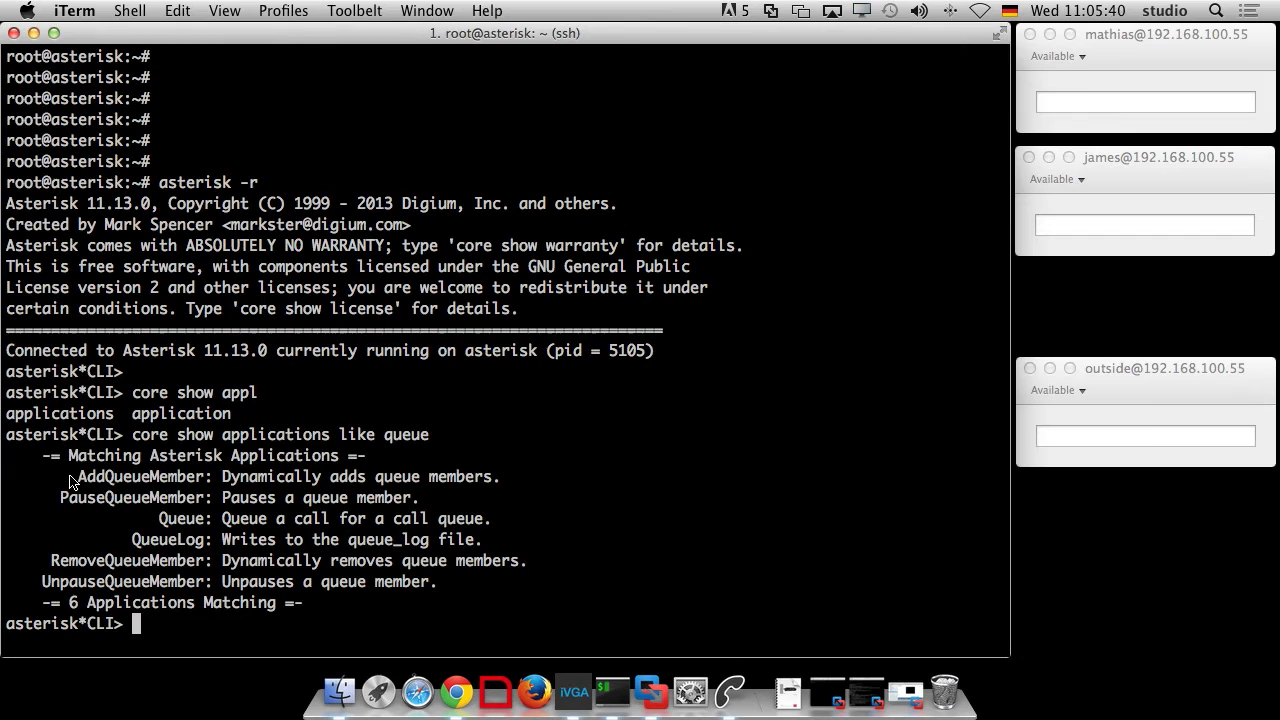 iTerm Shell Edit View Profiles Toolbelt Window Help 5 Wed 11:05:40 studio
1. root@asterisk: ~ (ssh)
root@asterisk:~#
root@asterisk:~#
root@asterisk:~#
root@asterisk:~#
root@asterisk:~#
root@asterisk:~#
root@asterisk:~# asterisk -r
Asterisk 11.13.0, Copyright (C) 1999 - 2013 Digium, Inc. and others.
Created by Mark Spencer <markster@digium.com>
Asterisk comes with ABSOLUTELY NO WARRANTY; type 'core show warranty' for details.
This is free software, with components licensed under the GNU General Public
License version 2 and other licenses; you are welcome to redistribute it under
certain conditions. Type 'core show license' for details.
=========================================================================
Connected to Asterisk 11.13.0 currently running on asterisk (pid = 5105)
asterisk*CLI>
asterisk*CLI> core show appl
applications  application
asterisk*CLI> core show applications like queue
    -= Matching Asterisk Applications =-
        AddQueueMember: Dynamically adds queue members.
      PauseQueueMember: Pauses a queue member.
                 Queue: Queue a call for a call queue.
              QueueLog: Writes to the queue_log file.
     RemoveQueueMember: Dynamically removes queue members.
    UnpauseQueueMember: Unpauses a queue member.
    -= 6 Applications Matching =-
asterisk*CLI>
mathias@192.168.100.55
Available
james@192.168.100.55
Available
outside@192.168.100.55
Available
iVGA